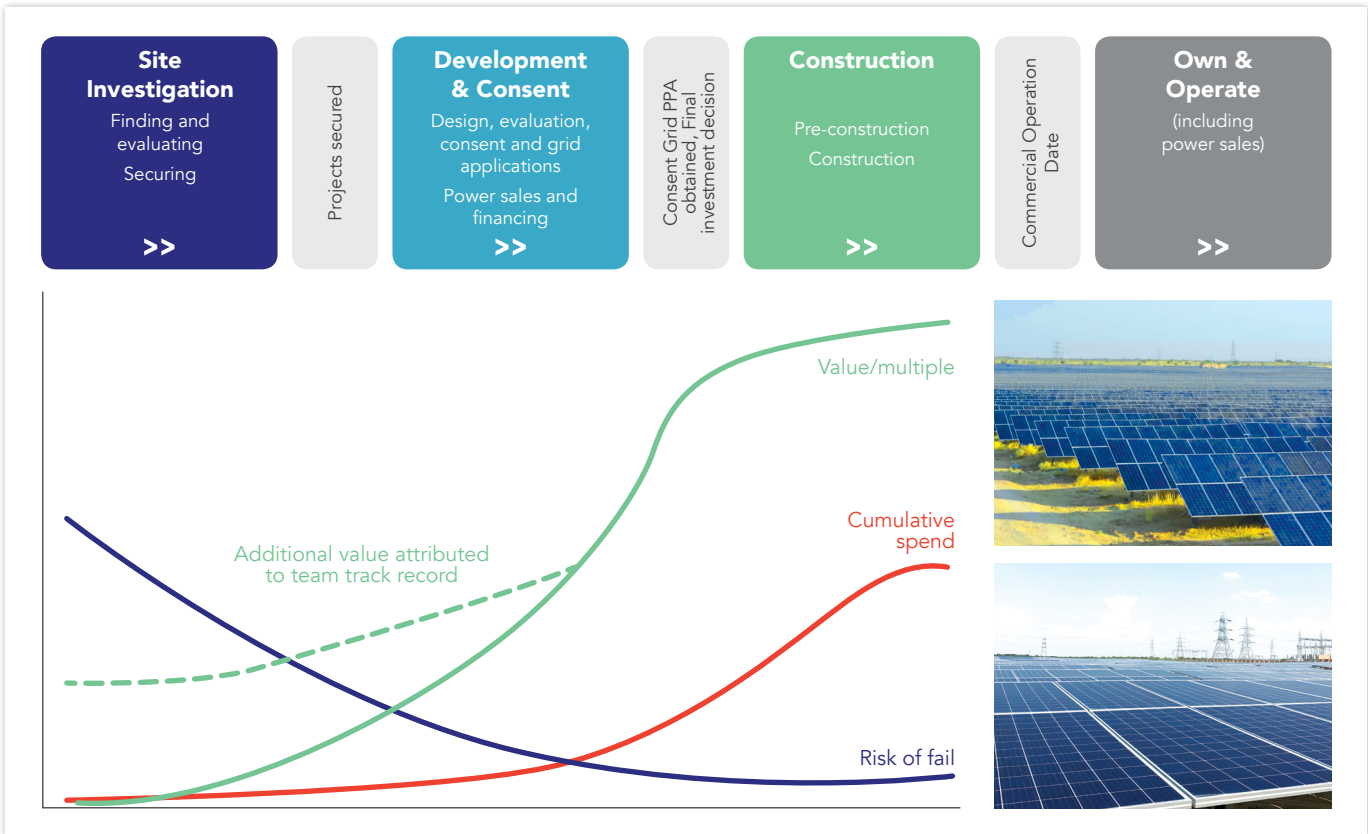 Site
Investigation
Finding and
evaluating
Securing
>>
Projects secured
Development
& Consent
Design, evaluation,
consent and grid
applications
Power sales and
financing
>>
Consent Grid PPA
obtained, Final
investment decision
Construction
Pre-construction
Construction
>>
Commercial Operation
Date
Own &
Operate
(including
power sales)
>>
Value/multiple
Cumulative
spend
Additional value attributed
to team track record
Risk of fail